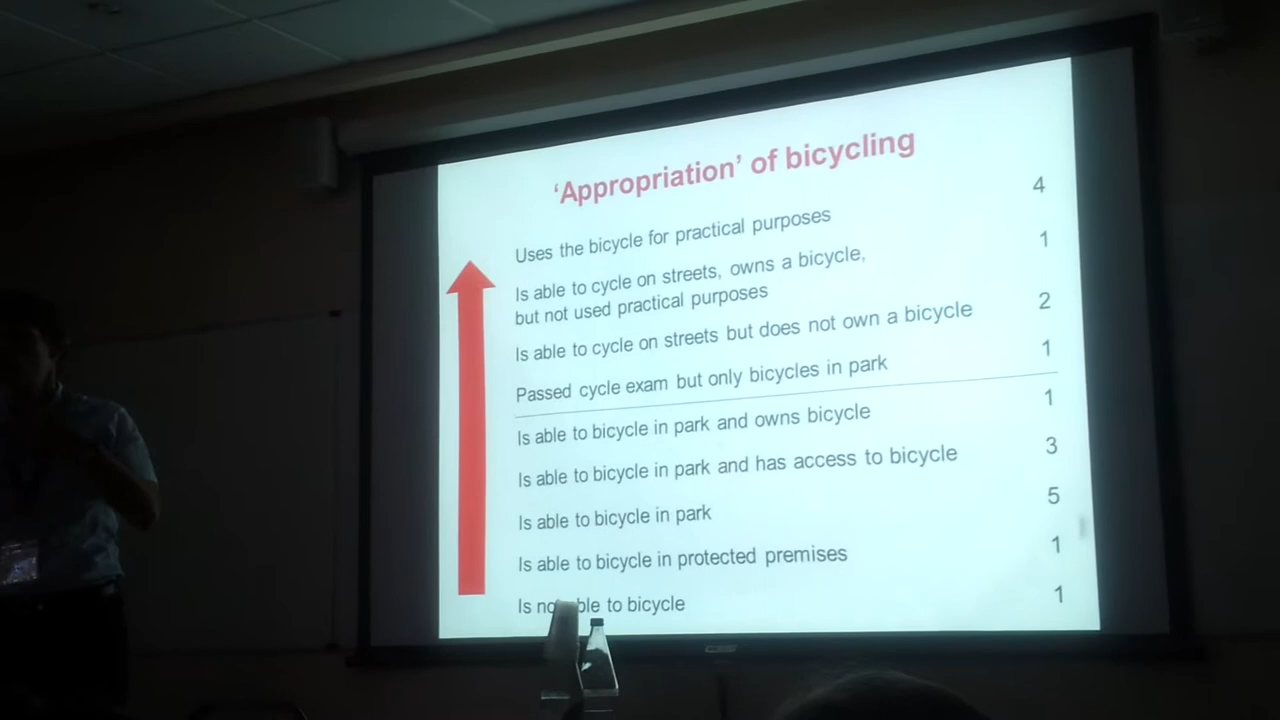 'Appropriation' of bicycling
Uses the bicycle for practical purposes 4
Is able to cycle on streets, owns a bicycle, 1
but not used practical purposes
Is able to cycle on streets but does not own a bicycle 2
Passed cycle exam but only bicycles in park 1
Is able to bicycle in park and owns bicycle 1
Is able to bicycle in park and has access to bicycle 3
Is able to bicycle in park 5
Is able to bicycle in protected premises 1
Is to bicycle 1